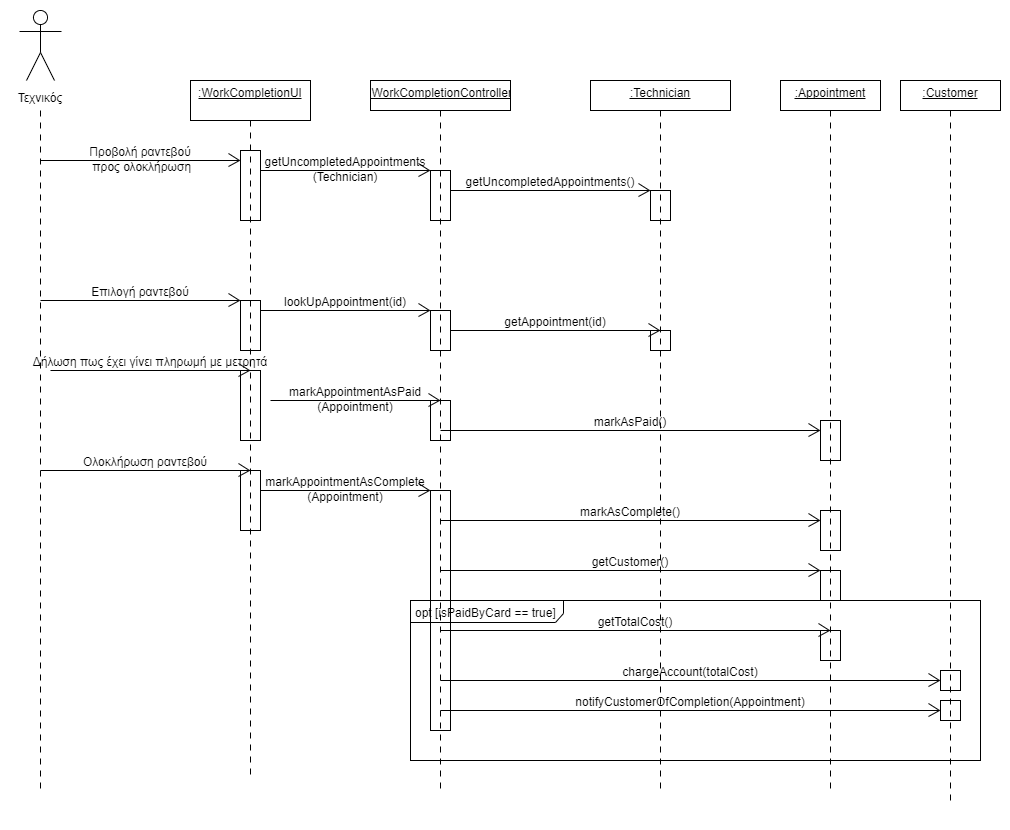 Τεχνικός
:WorkCompletionUI
WorkCompletionController
:Technician
:Appointment
:Customer
Προβολή ραντεβού
προς ολοκλήρωση
getUncompletedAppointments
(Technician)
getUncompletedAppointments()
Επιλογή ραντεβού
lookUpAppointment(id)
getAppointment(id)
Δήλωση πως έχει γίνει πληρωμή με μετρητά
markAppointmentAsPaid
(Appointment)
markAsPaid()
Ολοκλήρωση ραντεβού
markAppointmentAsComplete
(Appointment)
markAsComplete()
getCustomer()
opt [isPaidByCard == true]
getTotalCost()
chargeAccount(totalCost)
notifyCustomerOfCompletion(Appointment)